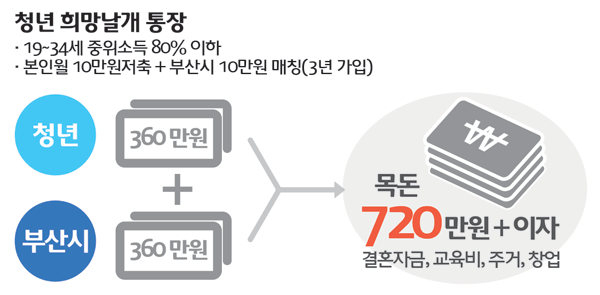 청년 희망날개 통장
· 19~34세 중위소득 80% 이하
· 본인월 10만원저축 + 부산시 10만원 매칭(3년 가입)
청년
360 만원
+
부산시
360 만원
₩
목돈
720만원 + 이자
결혼자금, 교육비, 주거, 창업